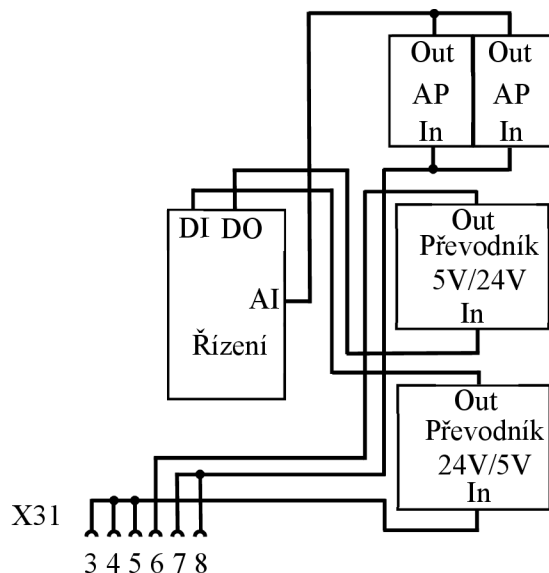 Out Out
AP AP
In In
DI DO
Out
Převodník
5V/24V
In
AI
Řízení
Out
Převodník
24V/5V
In
X31
3 4 5 6 7 8